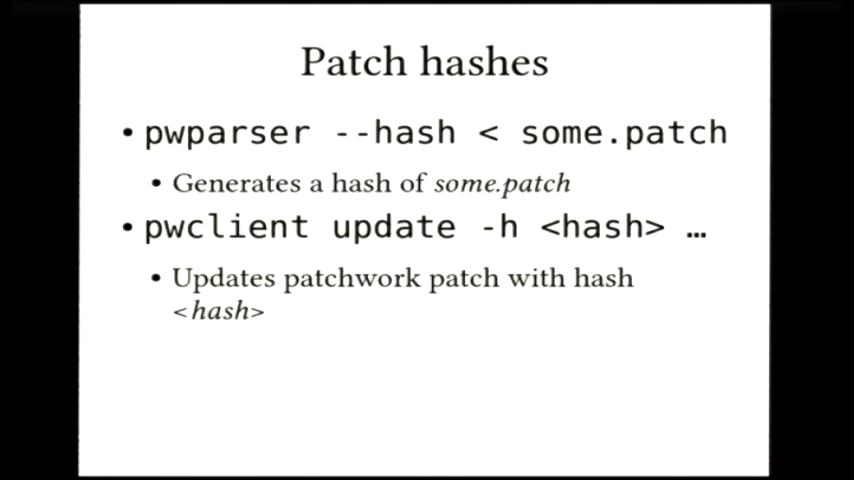 Patch hashes
• pwparser --hash < some.patch
• Generates a hash of some.patch
• pwclient update -h <hash> …
• Updates patchwork patch with hash
<hash>